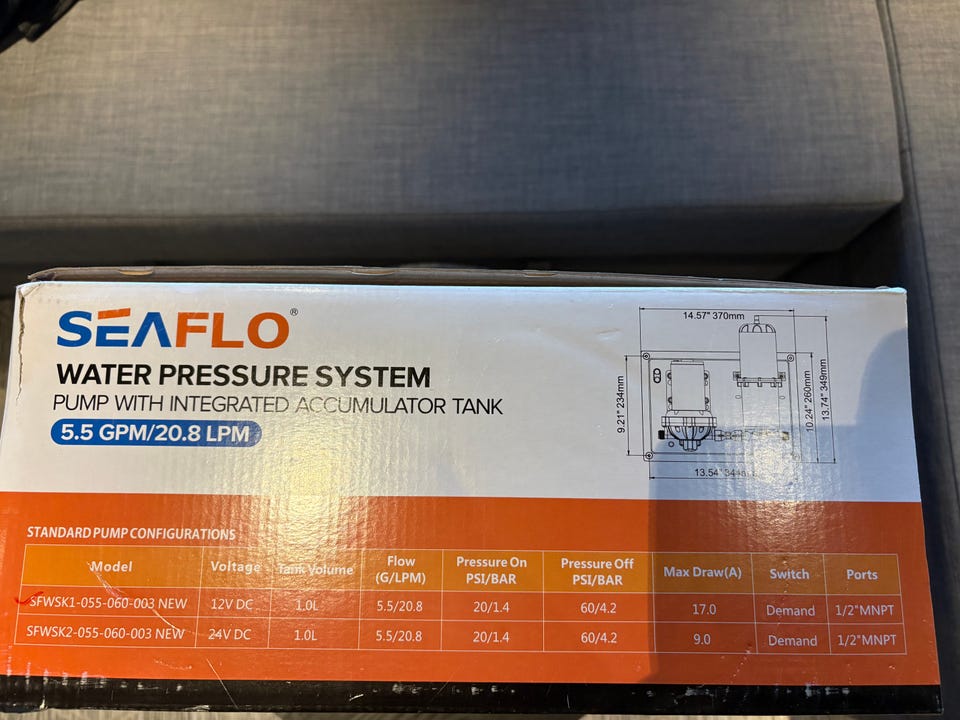 SEAFLO®
WATER PRESSURE SYSTEM
PUMP WITH INTEGRATED ACCUMULATOR TANK
5.5 GPM/20.8 LPM
14.57" 370mm
9.21" 234mm
10.24" 260mm
13.74" 349mm
13.54"
STANDARD PUMP CONFIGURATIONS
Model Voltage Tank Volume Flow (G/LPM) Pressure On PSI/BAR Pressure Off PSI/BAR Max Draw(A) Switch Ports
SFWSK1-055-060-003 NEW 12V DC 1.0L 5.5/20.8 20/1.4 60/4.2 17.0 Demand 1/2"MNPT
SFWSK2-055-060-003 NEW 24V DC 1.0L 5.5/20.8 20/1.4 60/4.2 9.0 Demand 1/2"MNPT